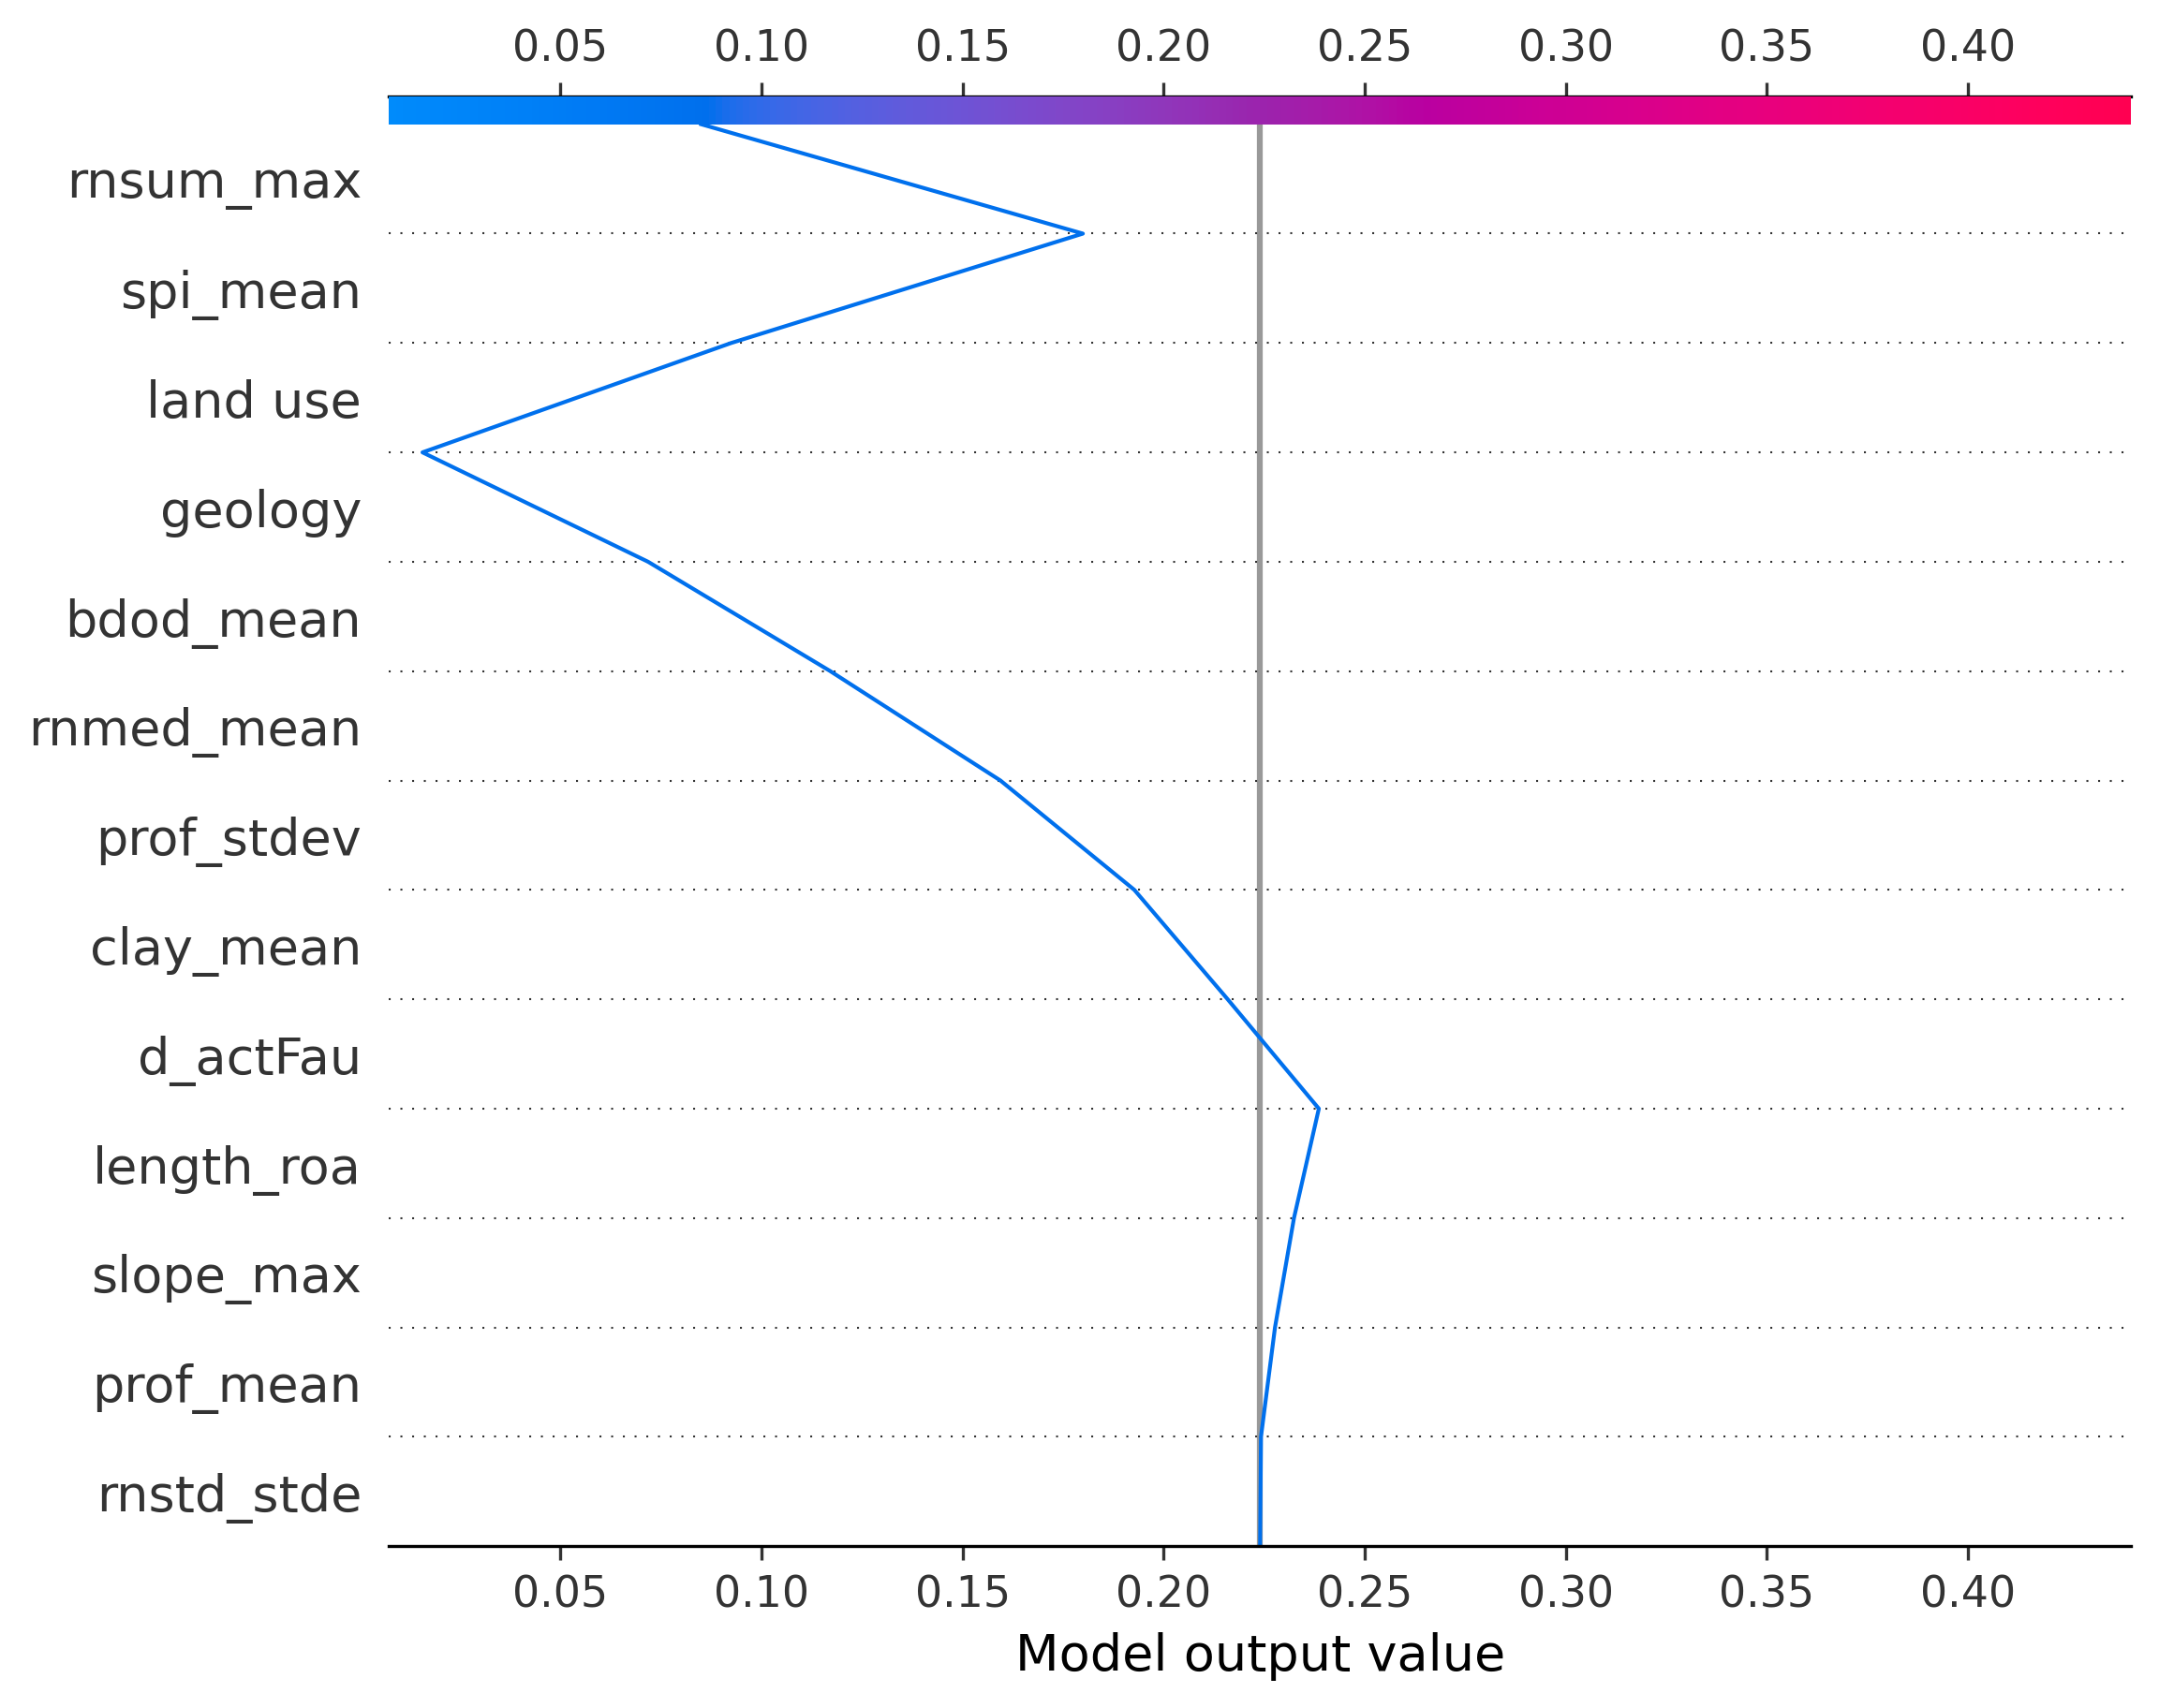 0.05 0.10 0.15 0.20 0.25 0.30 0.35 0.40
rnsum_max
spi_mean
land use
geology
bdod_mean
rnmed_mean
prof_stdev
clay_mean
d_actFau
length_roa
slope_max
prof_mean
rnstd_stde
0.05 0.10 0.15 0.20 0.25 0.30 0.35 0.40
Model output value